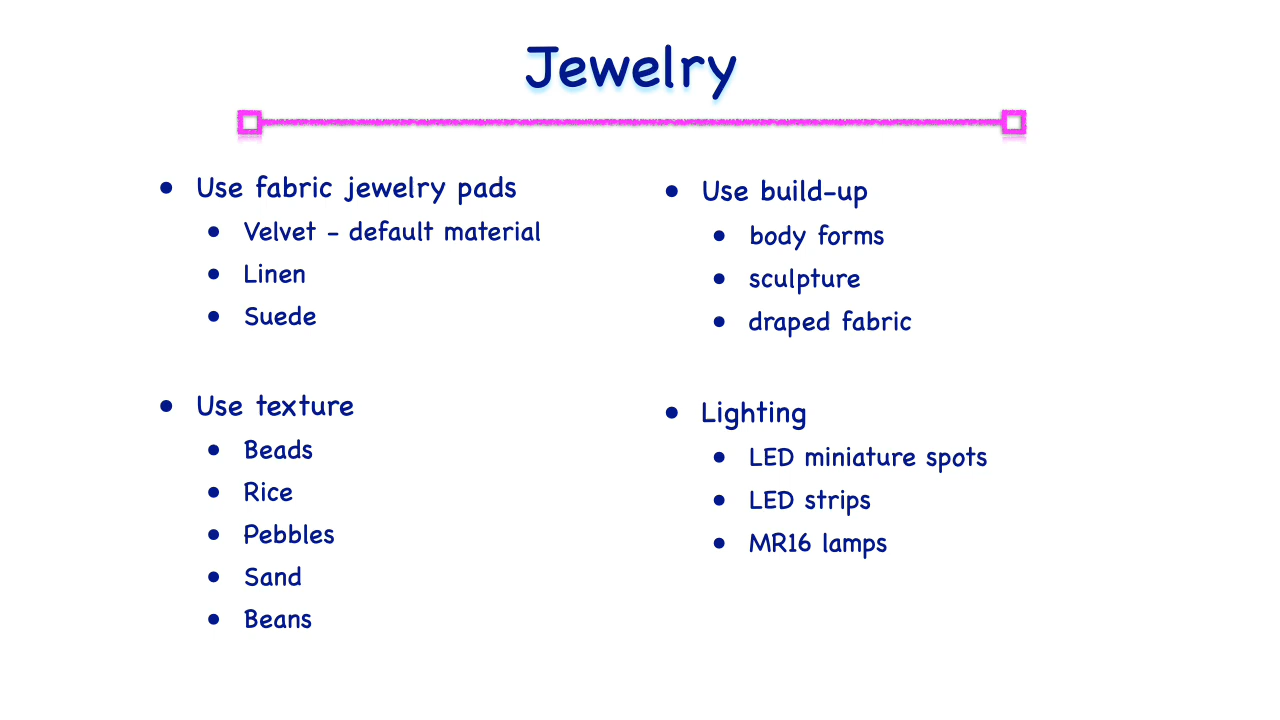 Jewelry
Use fabric jewelry pads
Velvet - default material
Linen
Suede
Use texture
Beads
Rice
Pebbles
Sand
Beans
Use build-up
body forms
sculpture
draped fabric
Lighting
LED miniature spots
LED strips
MR16 lamps